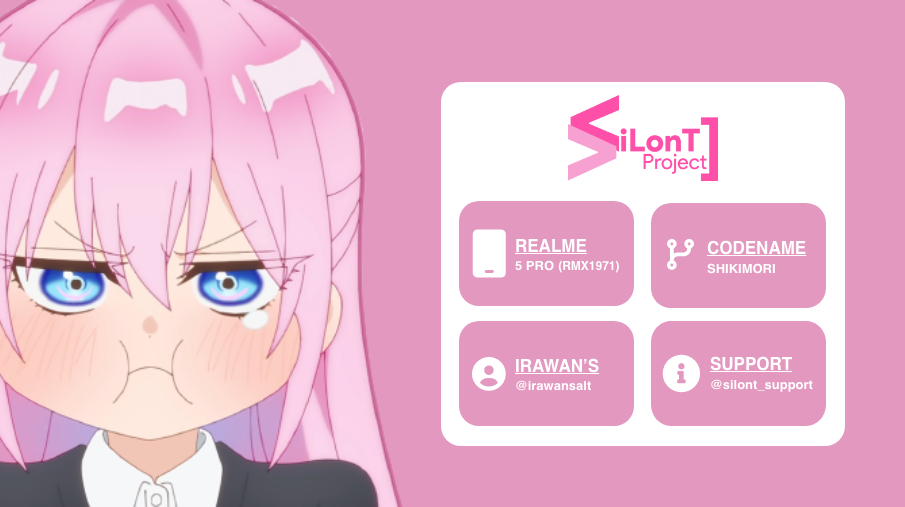 SiLonT
Project
REALME
5 PRO (RMX1971)
CODENAME
SHIKIMORI
IRAWAN'S
@irawansalt
SUPPORT
@silont_support